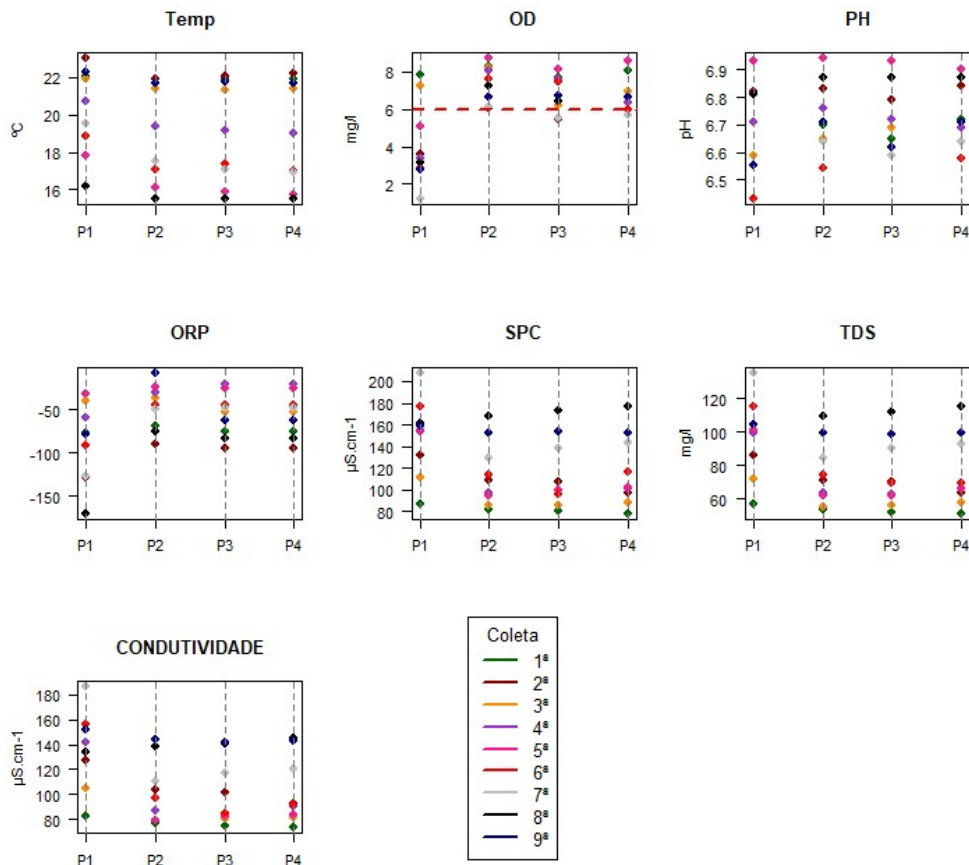 Temp
OD
PH
ºC
22
20
18
16
P1 P2 P3 P4
mg/l
8
6
4
2
P1 P2 P3 P4
pH
6.9
6.8
6.7
6.6
6.5
P1 P2 P3 P4
ORP
SPC
TDS
-50
-100
-150
P1 P2 P3 P4
µS.cm-1
200
180
160
140
120
100
80
P1 P2 P3 P4
mg/l
120
100
80
60
P1 P2 P3 P4
CONDUTIVIDADE
µS.cm-1
180
160
140
120
100
80
P1 P2 P3 P4
Coleta
1ª
2ª
3ª
4ª
5ª
6ª
7ª
8ª
9ª